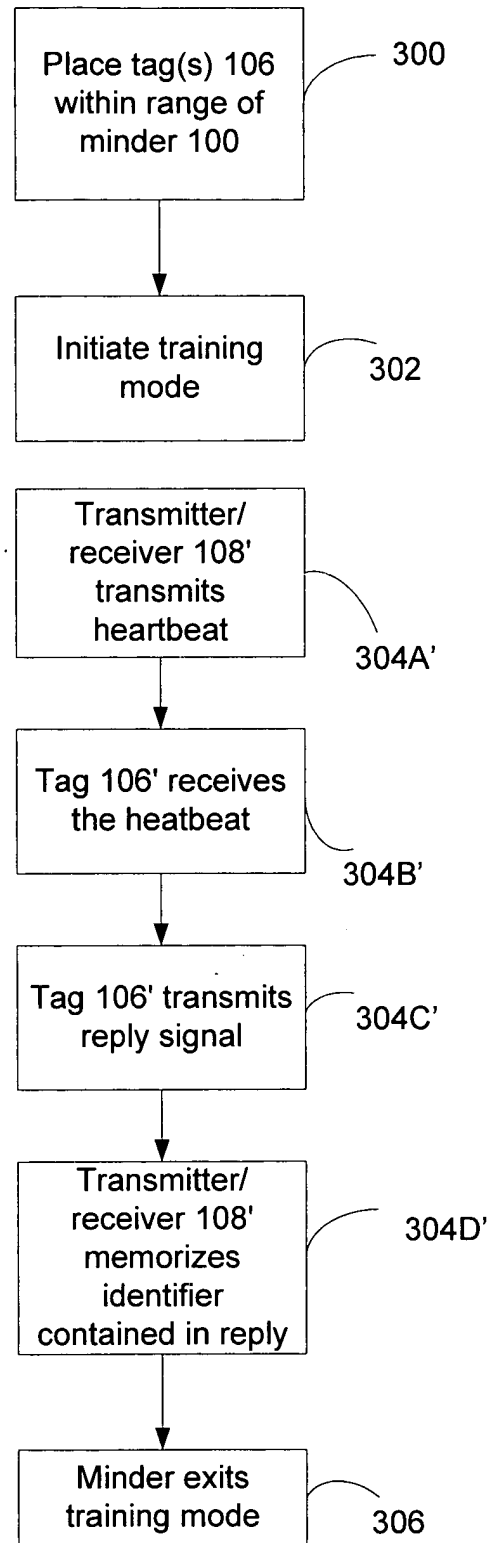 Place tag(s) 106
within range of
minder 100
300
Initiate training
mode
302
Transmitter/
receiver 108'
transmits
heartbeat
304A'
Tag 106' receives
the heatbeat
304B'
Tag 106' transmits
reply signal
304C'
Transmitter/
receiver 108'
memorizes
identifier
contained in reply
304D'
Minder exits
training mode
306